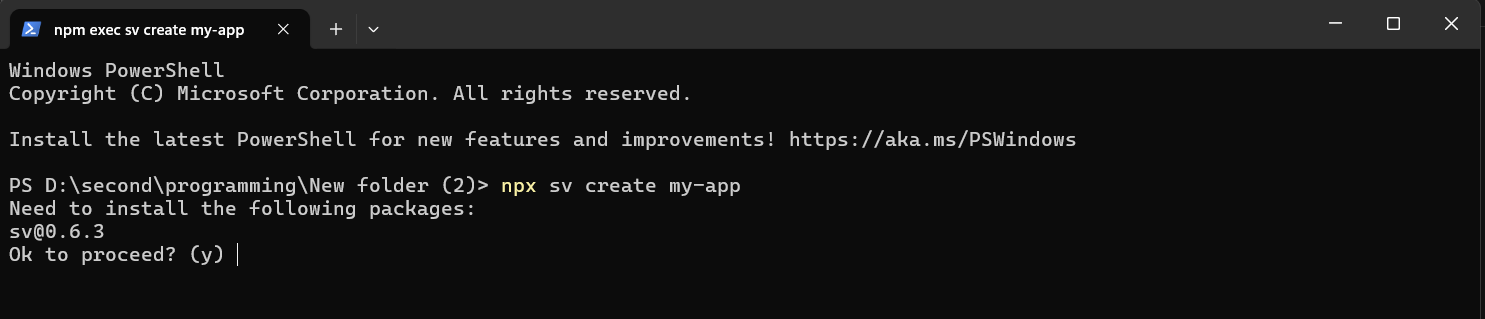 npm exec sv create my-app
Windows PowerShell
Copyright (C) Microsoft Corporation. All rights reserved.
Install the latest PowerShell for new features and improvements! https://aka.ms/PSWindows
PS D:\second\programming\New folder (2)> npx sv create my-app
Need to install the following packages:
sv@0.6.3
Ok to proceed? (y)